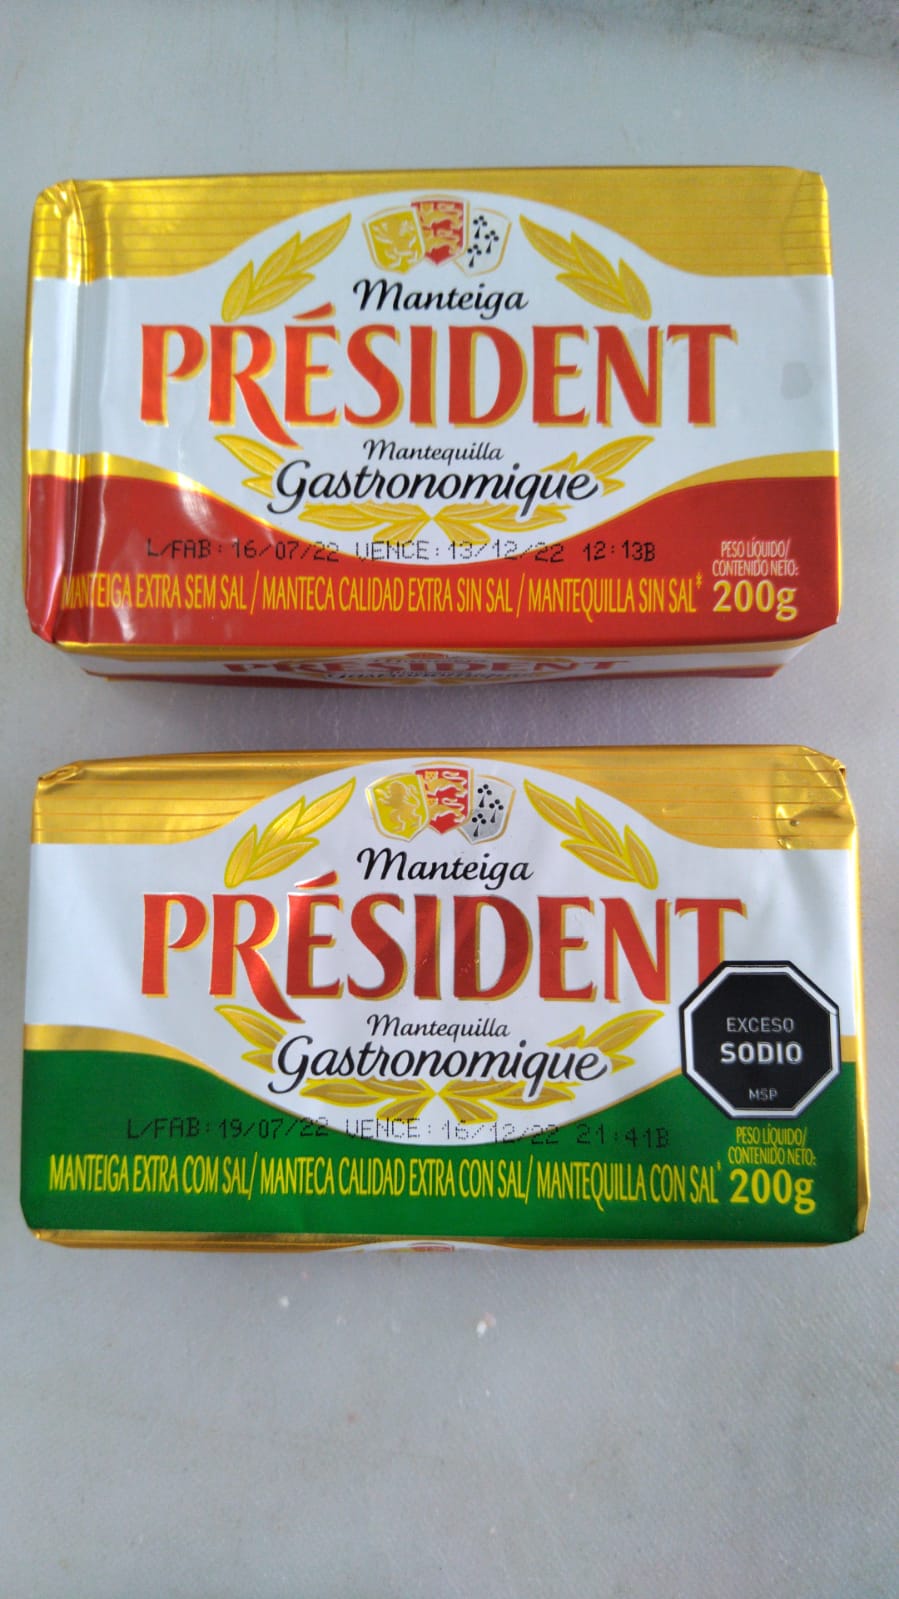 Manteiga
PRÉSIDENT
Mantequilla
Gastronomique
L/FAB: 16/07/22 VENCE: 13/12/22 12:13B
MANTEIGA EXTRA SEM SAL / MANTECA CALIDAD EXTRA SIN SAL / MANTEQUILLA SIN SAL*
PESO LÍQUIDO/
CONTENIDO NETO:
200g
PRÉSIDENT
Gastronomique
Manteiga
PRÉSIDENT
Mantequilla
Gastronomique
EXCESO
SODIO
MSP
L/FAB: 19/07/22 VENCE: 16/12/22 21:41B
MANTEIGA EXTRA COM SAL/ MANTECA CALIDAD EXTRA CON SAL/ MANTEQUILLA CON SAL*
PESO LÍQUIDO/
CONTENIDO NETO:
200g